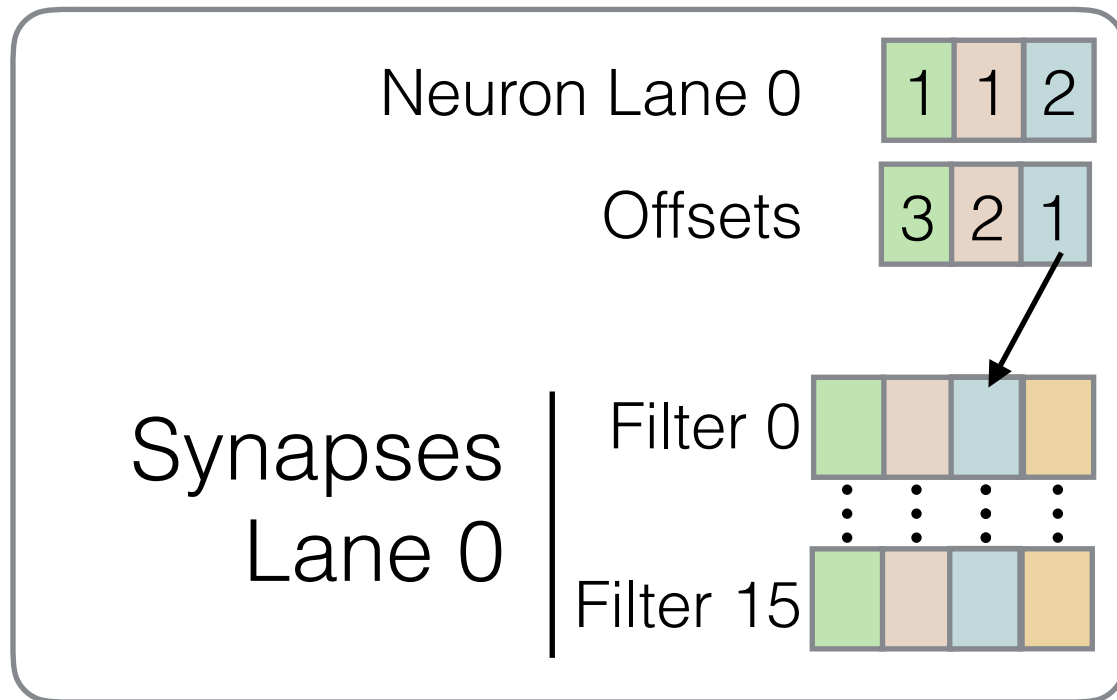 Neuron Lane 0 1 1 2
Offsets 3 2 1
Filter 0
Synapses
Lane 0
Filter 15